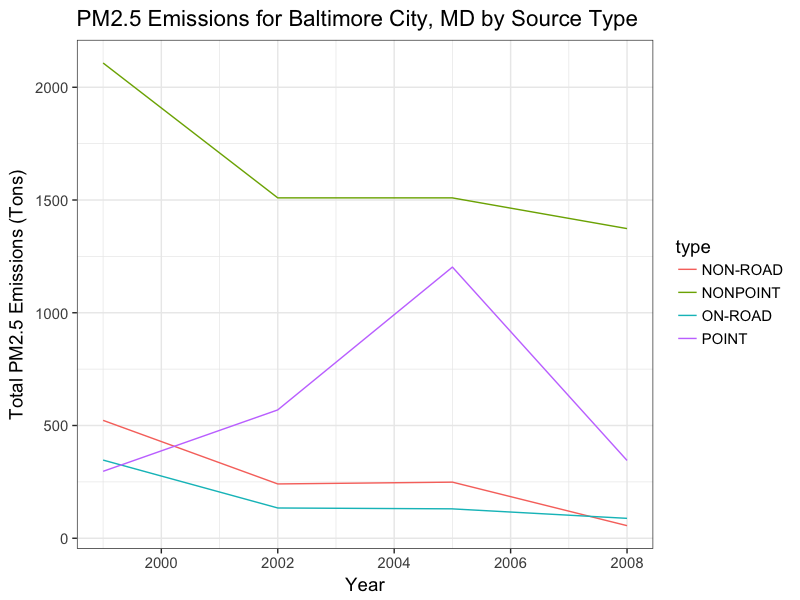 PM2.5 Emissions for Baltimore City, MD by Source Type
Total PM2.5 Emissions (Tons)
2000
1500
1000
500
0
2000 2002 2004 2006 2008
Year
type
NON-ROAD
NONPOINT
ON-ROAD
POINT